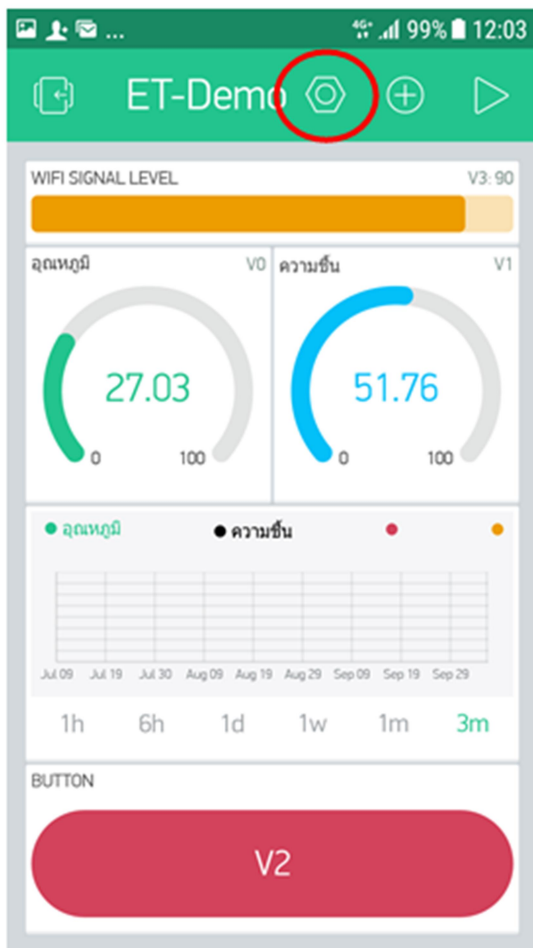 ... 4G+ 99% 12:03
ET-Demo
WIFI SIGNAL LEVEL V3: 90
อุณหภูมิ V0 ความชื้น V1
27.03 51.76
0 100 0 100
อุณหภูมิ ความชื้น
Jul 09 Jul 19 Jul 30 Aug 09 Aug 19 Aug 29 Sep 09 Sep 19 Sep 29
1h 6h 1d 1w 1m 3m
BUTTON
V2